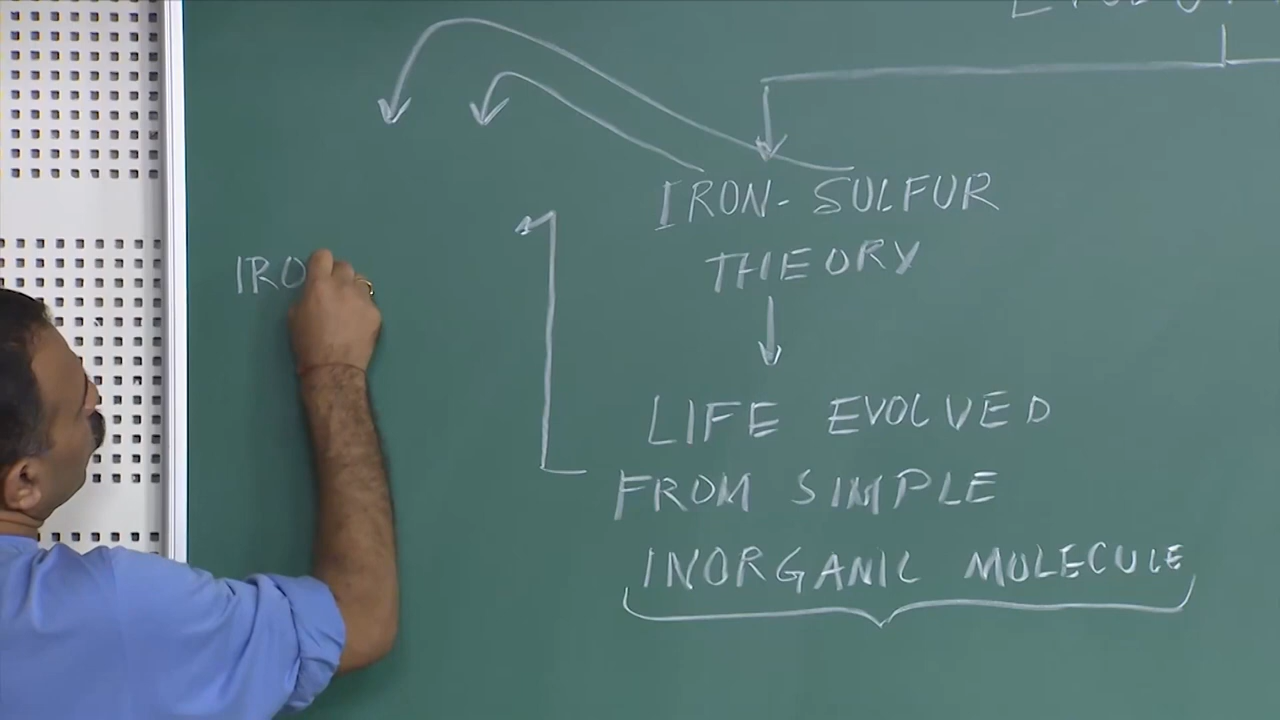 IRON-SULFUR
THEORY
IRO
LIFE EVOLVED
FROM SIMPLE
INORGANIC MOLECULE